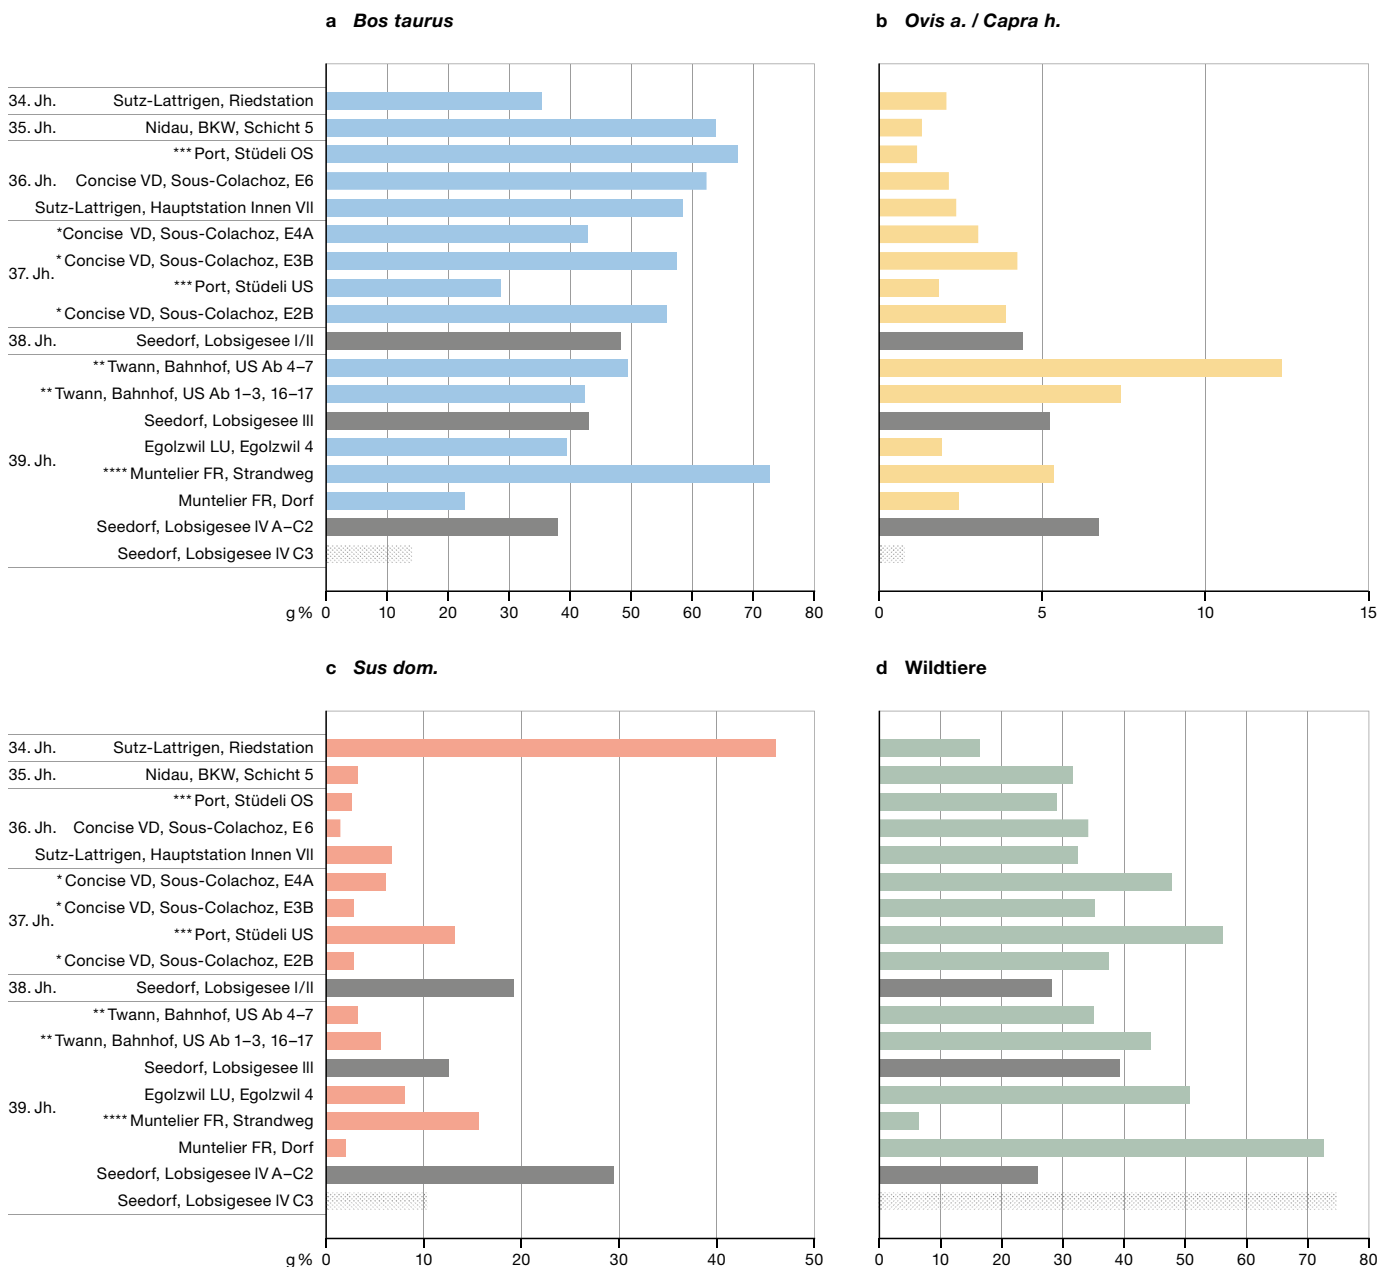 a Bos taurus
b Ovis a. / Capra h.
34. Jh. Sutz-Lattrigen, Riedstation
35. Jh. Nidau, BKW, Schicht 5
*** Port, Stüdeli OS
36. Jh. Concise VD, Sous-Colachoz, E6
Sutz-Lattrigen, Hauptstation Innen VII
*Concise VD, Sous-Colachoz, E4A
* Concise VD, Sous-Colachoz, E3B
37. Jh.
*** Port, Stüdeli US
* Concise VD, Sous-Colachoz, E2B
38. Jh. Seedorf, Lobsigesee I/II
** Twann, Bahnhof, US Ab 4–7
** Twann, Bahnhof, US Ab 1–3, 16–17
Seedorf, Lobsigesee III
Egolzwil LU, Egolzwil 4
39. Jh.
**** Muntelier FR, Strandweg
Muntelier FR, Dorf
Seedorf, Lobsigesee IV A–C2
Seedorf, Lobsigesee IV C3
g% 0 10 20 30 40 50 60 70 80
0 5 10 15
c Sus dom.
d Wildtiere
34. Jh. Sutz-Lattrigen, Riedstation
35. Jh. Nidau, BKW, Schicht 5
*** Port, Stüdeli OS
36. Jh. Concise VD, Sous-Colachoz, E6
Sutz-Lattrigen, Hauptstation Innen VII
* Concise VD, Sous-Colachoz, E4A
* Concise VD, Sous-Colachoz, E3B
37. Jh.
*** Port, Stüdeli US
* Concise VD, Sous-Colachoz, E2B
38. Jh. Seedorf, Lobsigesee I/II
** Twann, Bahnhof, US Ab 4–7
** Twann, Bahnhof, US Ab 1–3, 16–17
Seedorf, Lobsigesee III
Egolzwil LU, Egolzwil 4
39. Jh.
**** Muntelier FR, Strandweg
Muntelier FR, Dorf
Seedorf, Lobsigesee IV A–C2
Seedorf, Lobsigesee IV C3
g% 0 10 20 30 40 50
0 10 20 30 40 50 60 70 80